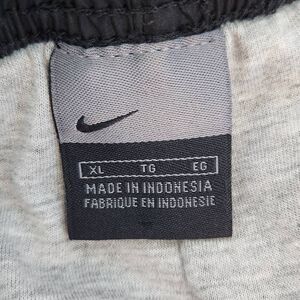 XL TG EG
MADE IN INDONESIA
FABRIQUE EN INDONESIE